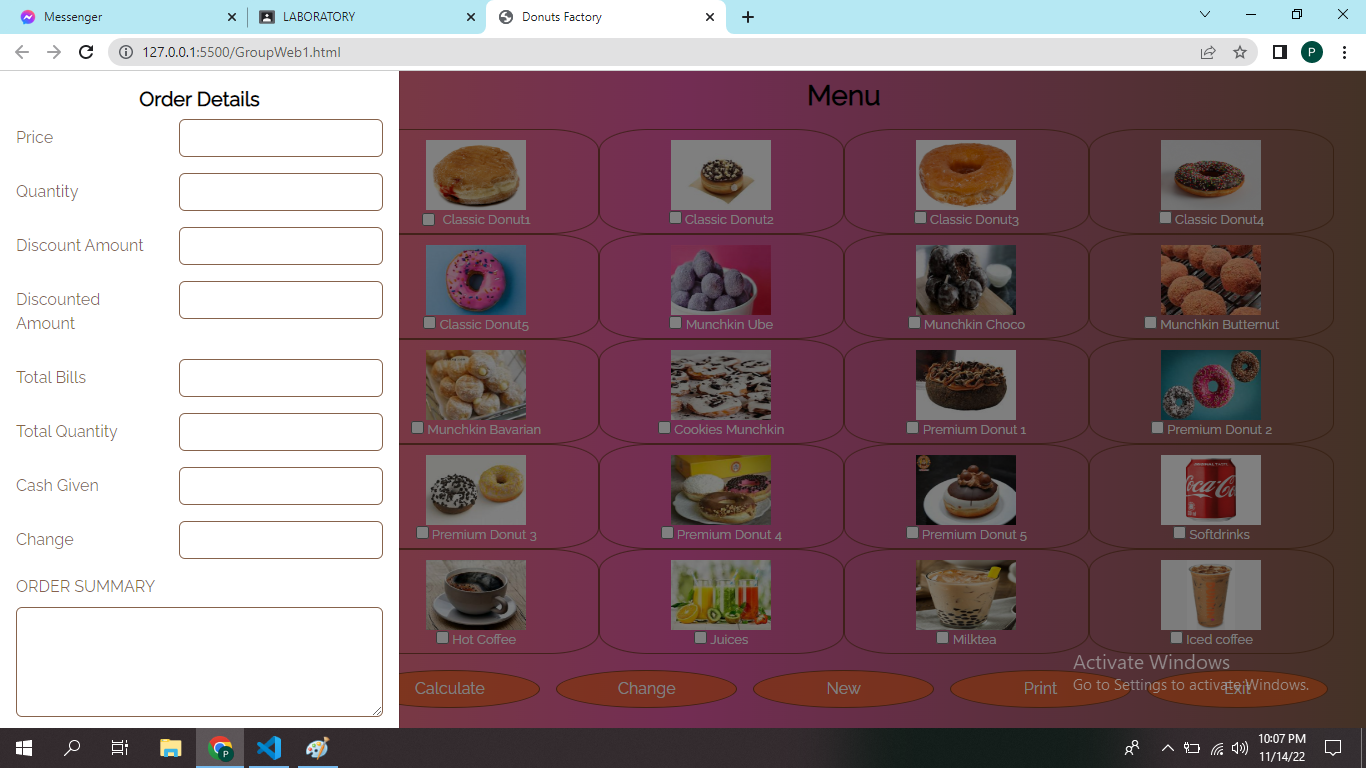 Messenger
LABORATORY
Donuts Factory
127.0.0.1:5500/GroupWeb1.html
P
Order Details
Price
Quantity
Discount Amount
Discounted
Amount
Total Bills
Total Quantity
Cash Given
Change
ORDER SUMMARY
Menu
Classic Donut1
Classic Donut2
Classic Donut3
Classic Donut4
Classic Donut5
Munchkin Ube
Munchkin Choco
Munchkin Butternut
Munchkin Bavarian
Cookies Munchkin
Premium Donut 1
Premium Donut 2
Premium Donut 3
Premium Donut 4
Premium Donut 5
Coca-Cola
Softdrinks
Hot Coffee
Juices
Milktea
Iced coffee
Calculate
Change
New
Print
Exit
Activate Windows
Go to Settings to activate Windows.
P
10:07 PM
11/14/22